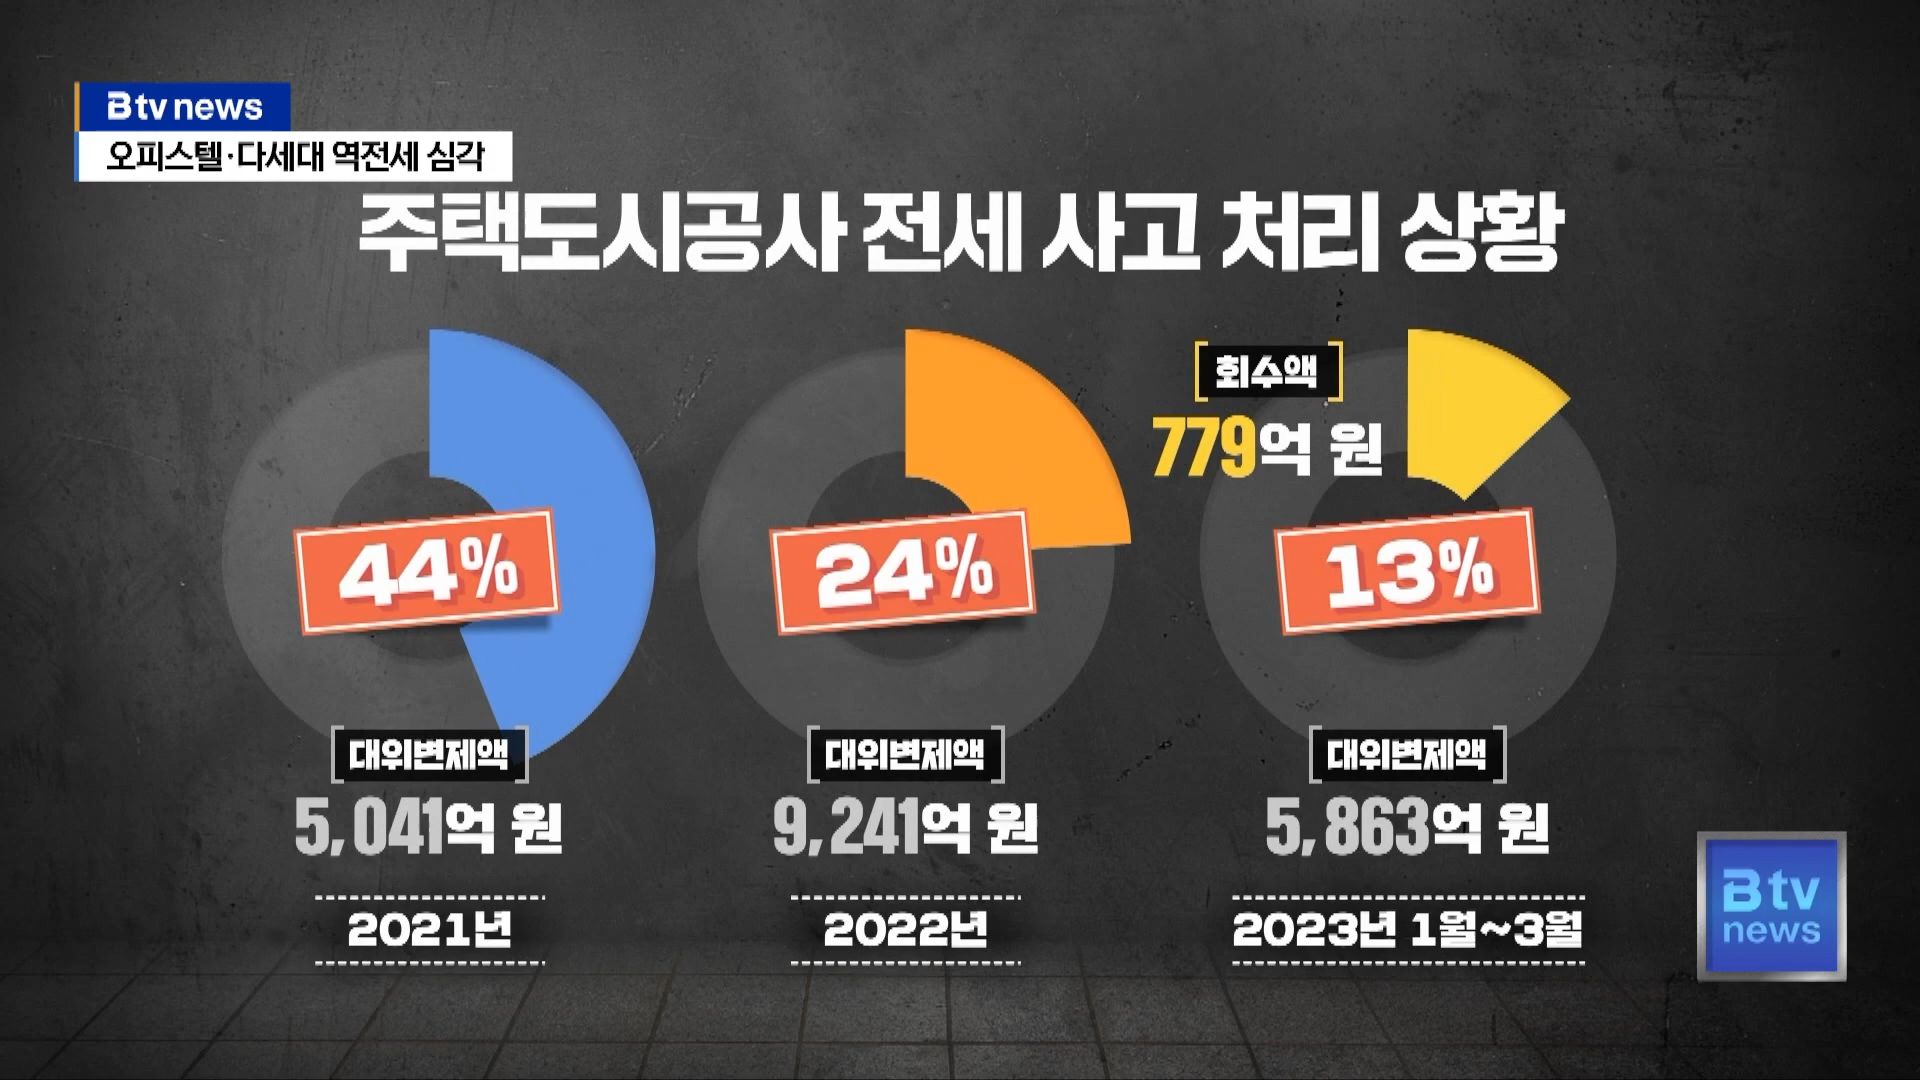 B tv news
오피스텔·다세대 역전세 심각
주택도시공사 전세 사고 처리 상황
회수액
779억 원
44%
24%
13%
대위변제액
대위변제액
대위변제액
5,041억 원
9,241억 원
5,863억 원
2021년
2022년
2023년 1월~3월
B tv
news